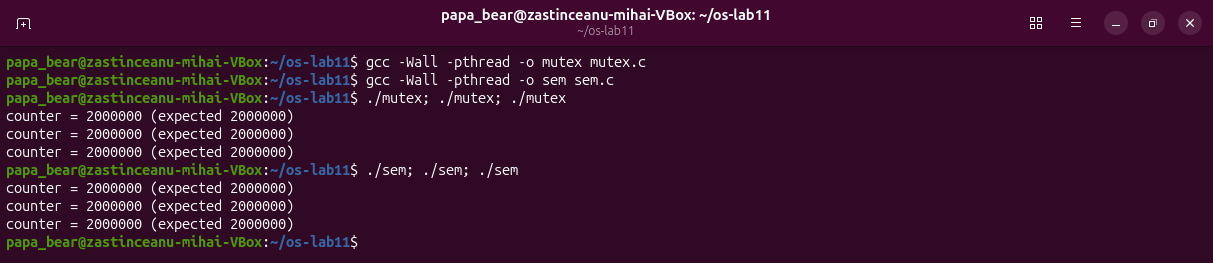 papa_bear@zastinceanu-mihai-VBox: ~/os-lab11
~/os-lab11
papa_bear@zastinceanu-mihai-VBox:~/os-lab11$ gcc -Wall -pthread -o mutex mutex.c
papa_bear@zastinceanu-mihai-VBox:~/os-lab11$ gcc -Wall -pthread -o sem sem.c
papa_bear@zastinceanu-mihai-VBox:~/os-lab11$ ./mutex; ./mutex; ./mutex
counter = 2000000 (expected 2000000)
counter = 2000000 (expected 2000000)
counter = 2000000 (expected 2000000)
papa_bear@zastinceanu-mihai-VBox:~/os-lab11$ ./sem; ./sem; ./sem
counter = 2000000 (expected 2000000)
counter = 2000000 (expected 2000000)
counter = 2000000 (expected 2000000)
papa_bear@zastinceanu-mihai-VBox:~/os-lab11$